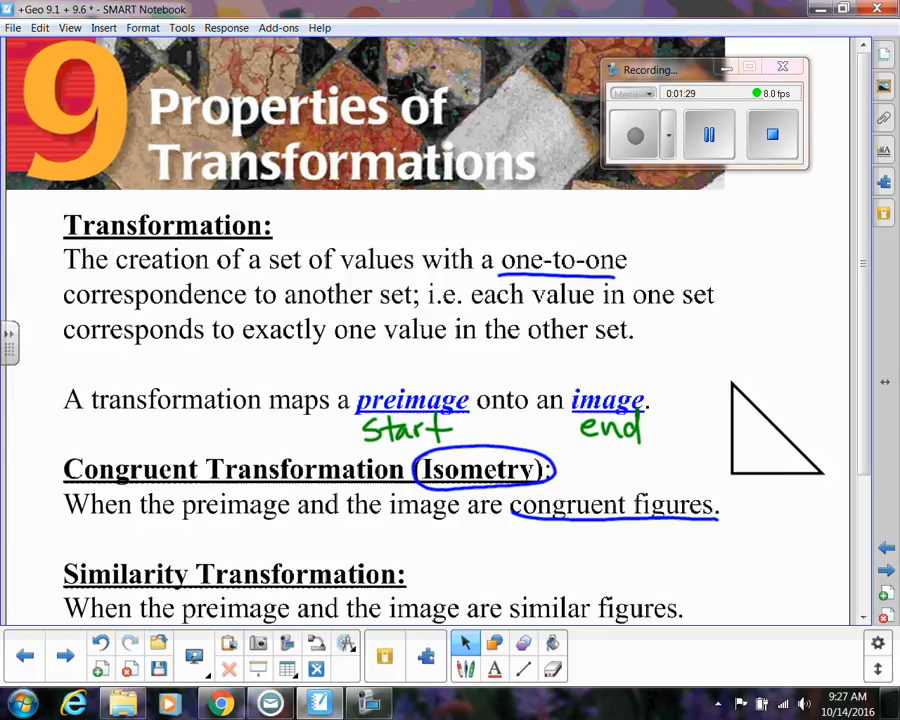 +Geo 9.1 + 9.6 * - SMART Notebook
File Edit View Insert Format Tools Response Add-ons Help
Recording...
Menu 0:01:29 8.0 fps
9 Properties of
Transformations
Transformation:
The creation of a set of values with a one-to-one
correspondence to another set; i.e. each value in one set
corresponds to exactly one value in the other set.
A transformation maps a preimage onto an image.
start end
Congruent Transformation (Isometry):
When the preimage and the image are congruent figures.
Similarity Transformation:
When the preimage and the image are similar figures.
9:27 AM
10/14/2016